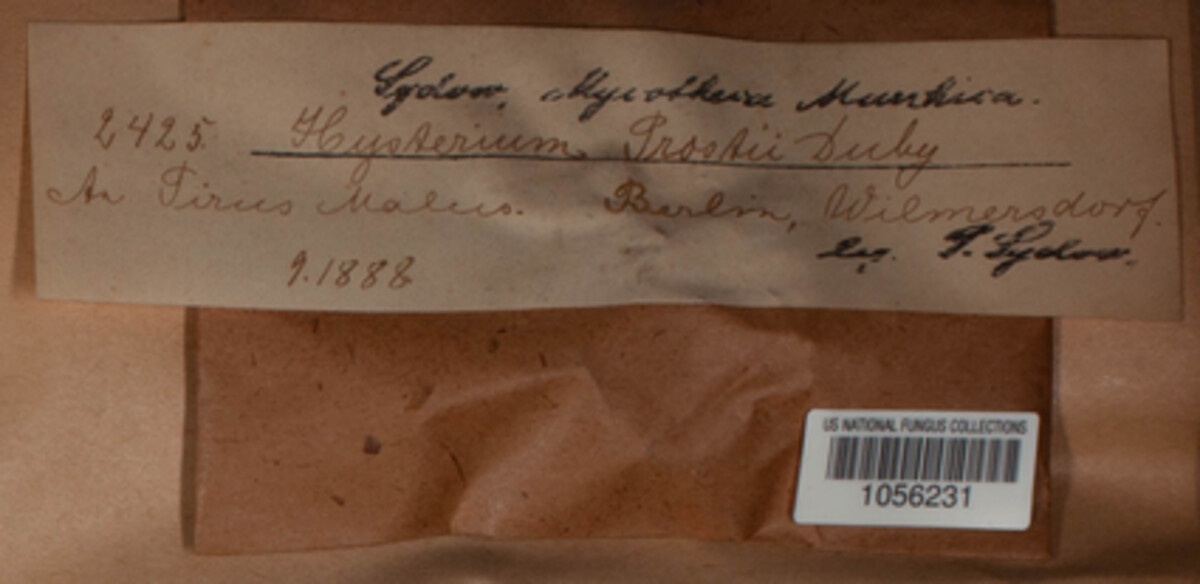 Sydow, Mycotheca Marchica.
2425. Hysterium Prostii Duby
An Pirus Malus. Berlin, Wilmersdorf.
9.1888 leg. P. Sydow.
US NATIONAL FUNGUS COLLECTIONS
1056231